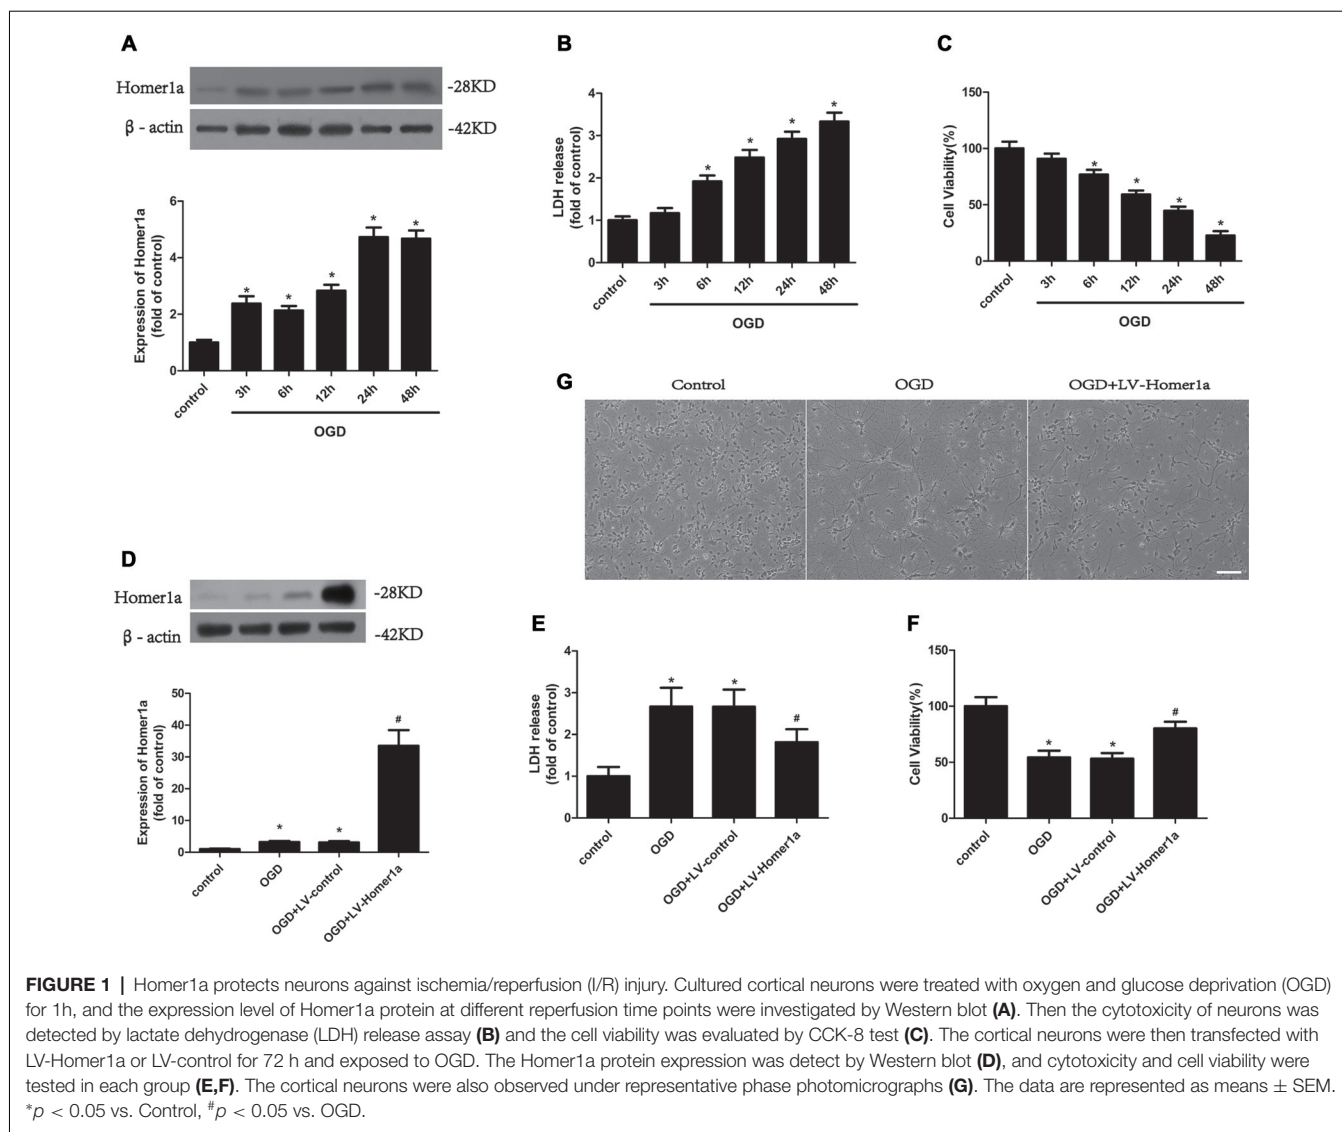 A
Homer1a
-28KD
β - actin
-42KD
Expression of Homer1a
(fold of control)
6
4
2
0
*
*
*
*
*
control
3h
6h
12h
24h
48h
OGD
B
LDH release
(fold of control)
4
3
2
1
0
*
*
*
*
control
3h
6h
12h
24h
48h
OGD
C
Cell Viability(%)
150
100
50
0
*
*
*
*
control
3h
6h
12h
24h
48h
OGD
G
Control
OGD
OGD+LV-Homer1a
D
Homer1a
-28KD
β - actin
-42KD
Expression of Homer1a
(fold of control)
50
40
30
20
10
0
*
*
#
control
OGD
OGD+LV-control
OGD+LV-Homer1a
E
LDH release
(fold of control)
4
3
2
1
0
*
*
#
control
OGD
OGD+LV-control
OGD+LV-Homer1a
F
Cell Viability(%)
150
100
50
0
*
*
#
control
OGD
OGD+LV-control
OGD+LV-Homer1a
FIGURE 1 | Homer1a protects neurons against ischemia/reperfusion (I/R) injury. Cultured cortical neurons were treated with oxygen and glucose deprivation (OGD)
for 1h, and the expression level of Homer1a protein at different reperfusion time points were investigated by Western blot (A). Then the cytotoxicity of neurons was
detected by lactate dehydrogenase (LDH) release assay (B) and the cell viability was evaluated by CCK-8 test (C). The cortical neurons were then transfected with
LV-Homer1a or LV-control for 72 h and exposed to OGD. The Homer1a protein expression was detect by Western blot (D), and cytotoxicity and cell viability were
tested in each group (E,F). The cortical neurons were also observed under representative phase photomicrographs (G). The data are represented as means ± SEM.
*p < 0.05 vs. Control, #p < 0.05 vs. OGD.